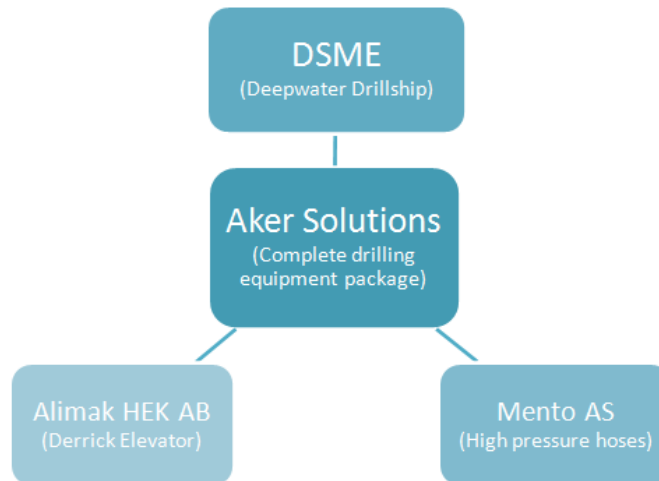 DSME
(Deepwater Drillship)
Aker Solutions
(Complete drilling
equipment package)
Alimak HEK AB
(Derrick Elevator)
Mento AS
(High pressure hoses)